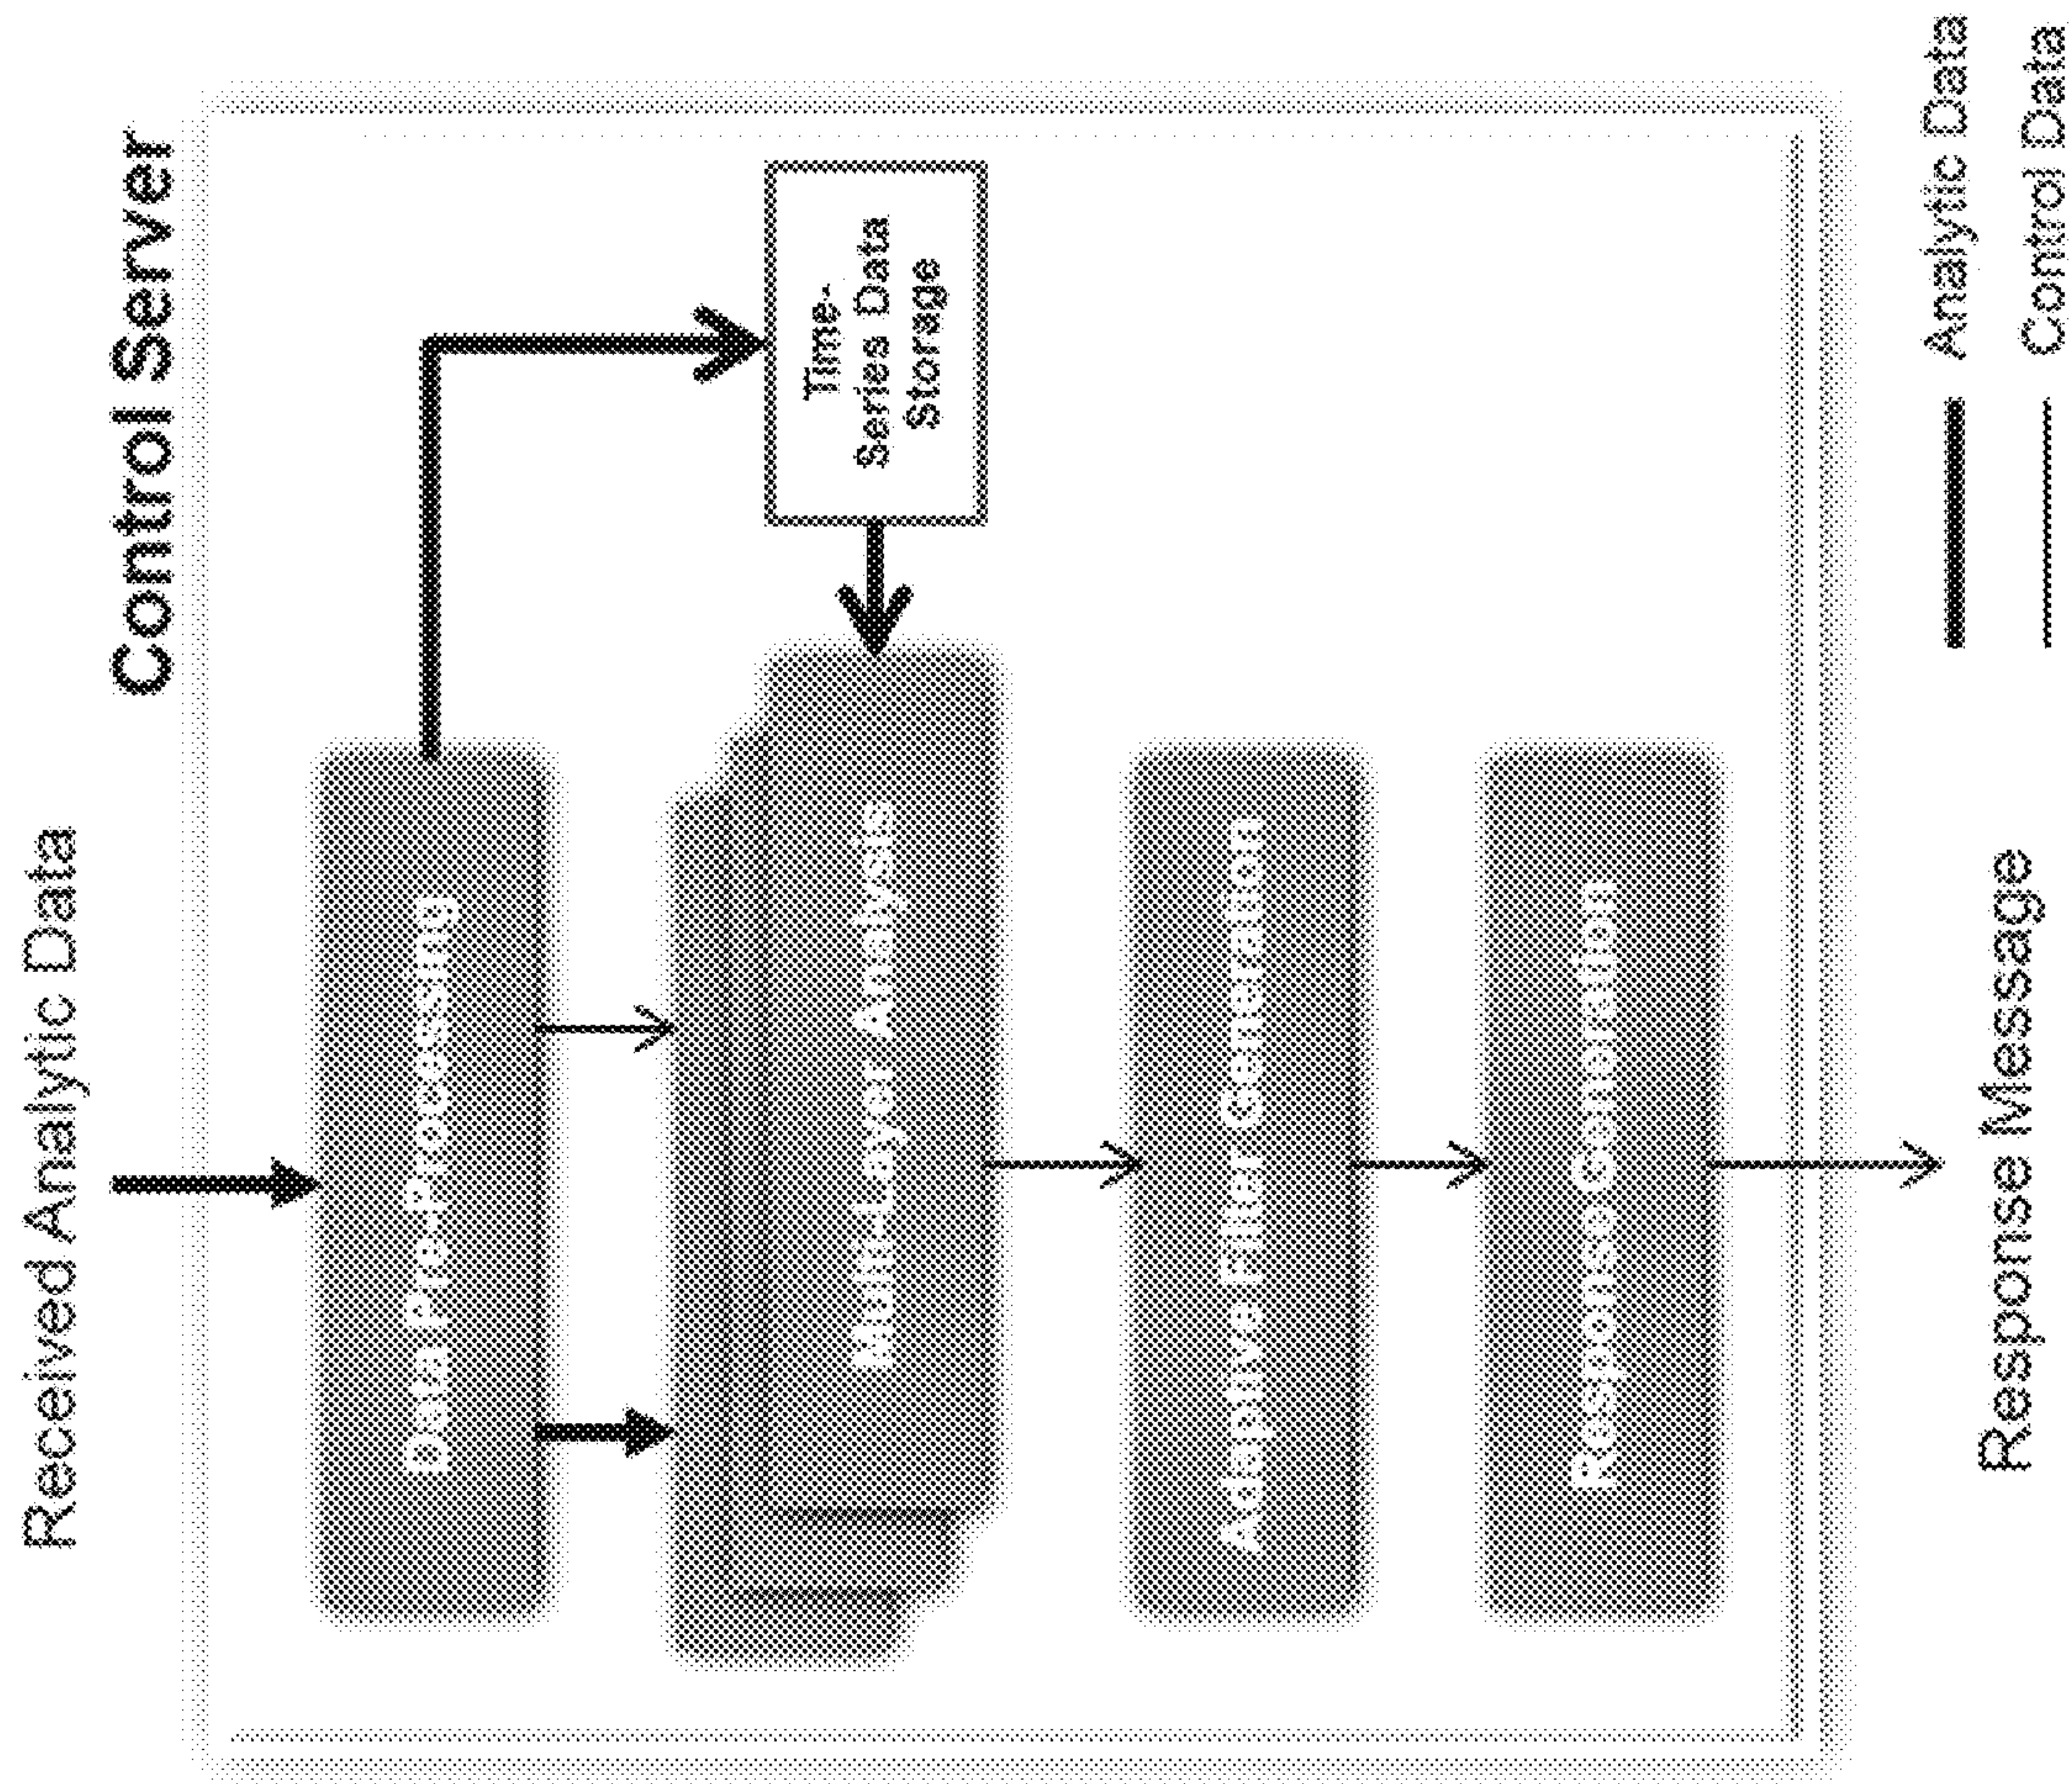 Received Analytic Data
Control Server
Data Pre-Processing
Time-
Series Data
Storage
Multi-Layer Analysis
Adaptive Filter Generation
Response Generation
Response Message
Analytic Data
Control Data